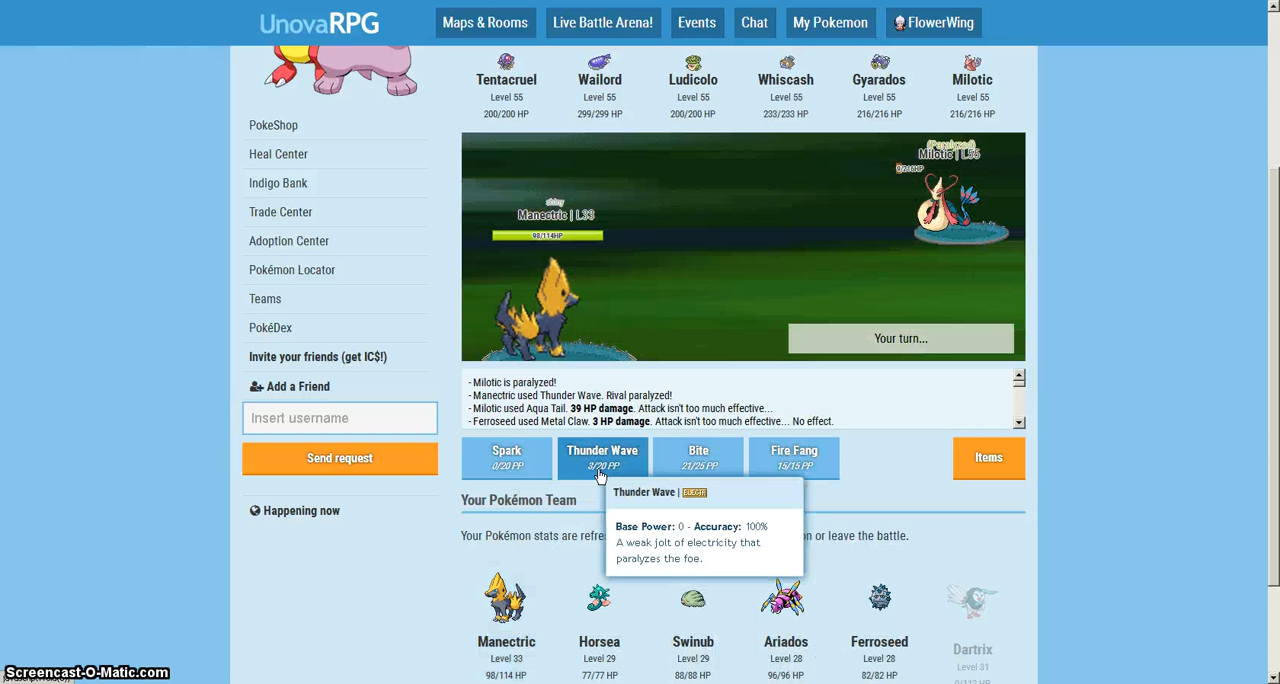 UnovaRPG
Maps & Rooms
Live Battle Arena!
Events
Chat
My Pokemon
FlowerWing
Tentacruel
Level 55
200/200 HP
Wailord
Level 55
299/299 HP
Ludicolo
Level 55
200/200 HP
Whiscash
Level 55
233/233 HP
Gyarados
Level 55
216/216 HP
Milotic
Level 55
216/216 HP
PokeShop
Heal Center
Indigo Bank
Trade Center
Adoption Center
Pokémon Locator
Teams
PokéDex
Invite your friends (get IC$!)
Add a Friend
Insert username
Send request
Happening now
(Paralyzed)
Milotic | L55
shiny
Manectric | L33
98/114HP
Your turn...
- Milotic is paralyzed!
- Manectric used Thunder Wave. Rival paralyzed!
- Milotic used Aqua Tail. 39 HP damage. Attack isn't too much effective...
- Ferroseed used Metal Claw. 3 HP damage. Attack isn't too much effective... No effect.
Spark
0/20 PP
Thunder Wave
3/20 PP
Bite
21/25 PP
Fire Fang
15/15 PP
Items
Thunder Wave | ELECTR
Base Power: 0 - Accuracy: 100%
A weak jolt of electricity that
paralyzes the foe.
Your Pokémon Team
Your Pokémon stats are refre
on or leave the battle.
Manectric
Level 33
98/114 HP
Horsea
Level 29
77/77 HP
Swinub
Level 29
88/88 HP
Ariados
Level 28
96/96 HP
Ferroseed
Level 28
82/82 HP
Dartrix
Level 31
Screencast-O-Matic.com